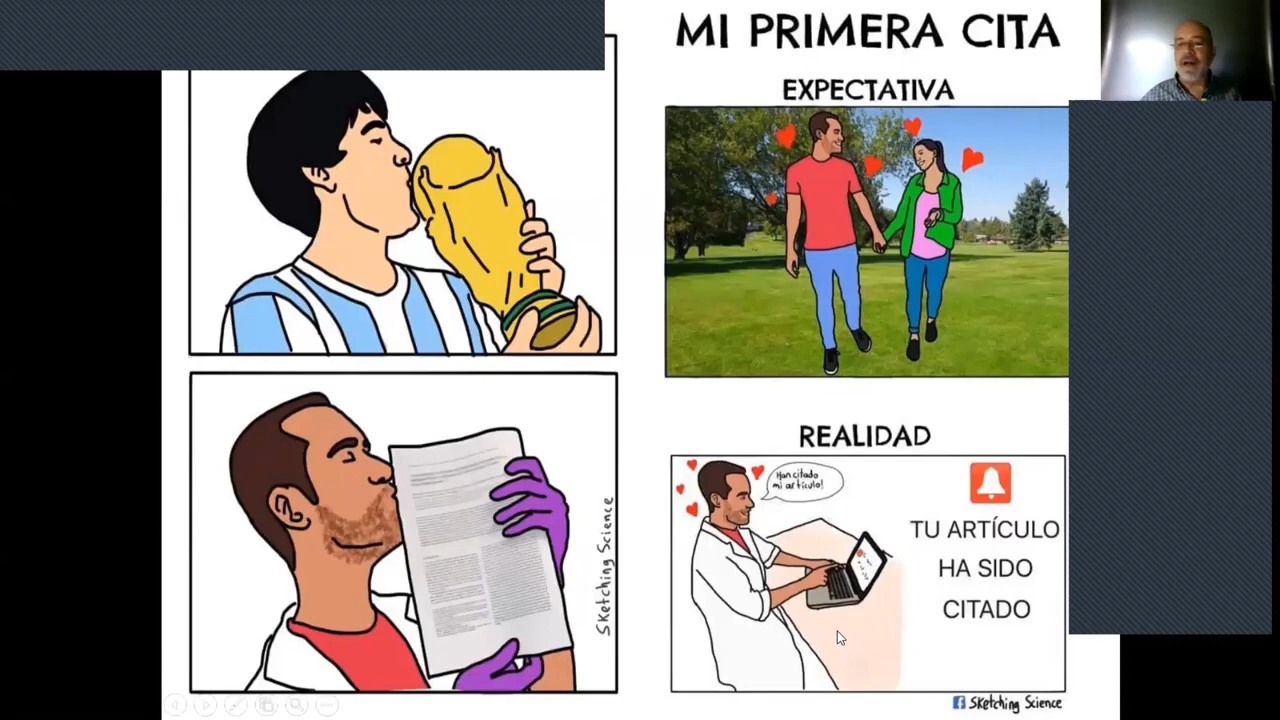 MI PRIMERA CITA
EXPECTATIVA
REALIDAD
Han citado
mi artículo!
TU ARTÍCULO
HA SIDO
CITADO
Sketching Science
Sketching Science